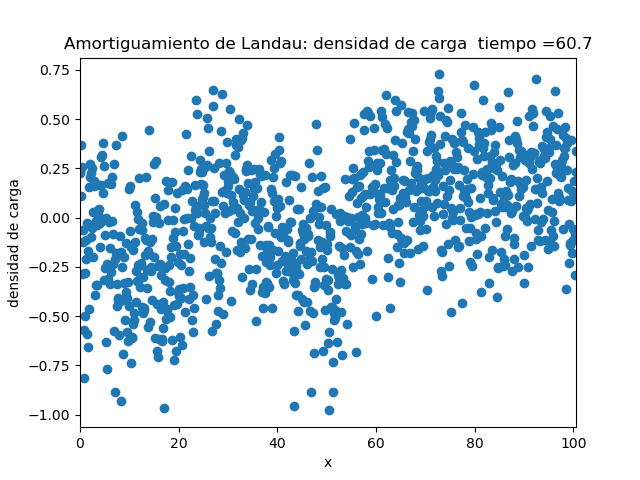 Amortiguamiento de Landau: densidad de carga  tiempo =60.7
0.75
0.50
0.25
0.00
−0.25
−0.50
−0.75
−1.00
densidad de carga
0 20 40 60 80 100
x